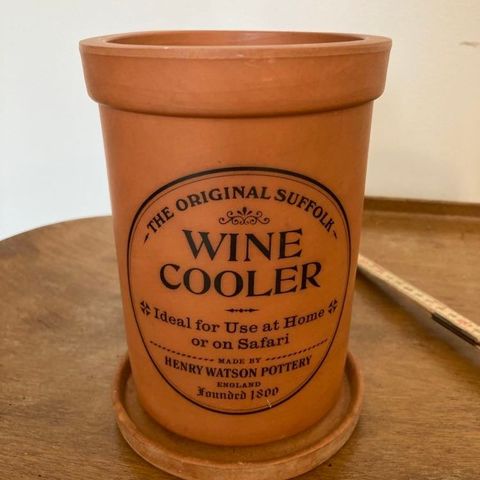 THE ORIGINAL SUFFOLK
WINE
COOLER
Ideal for Use at Home
or on Safari
MADE BY
HENRY WATSON POTTERY
ENGLAND
Founded 1800